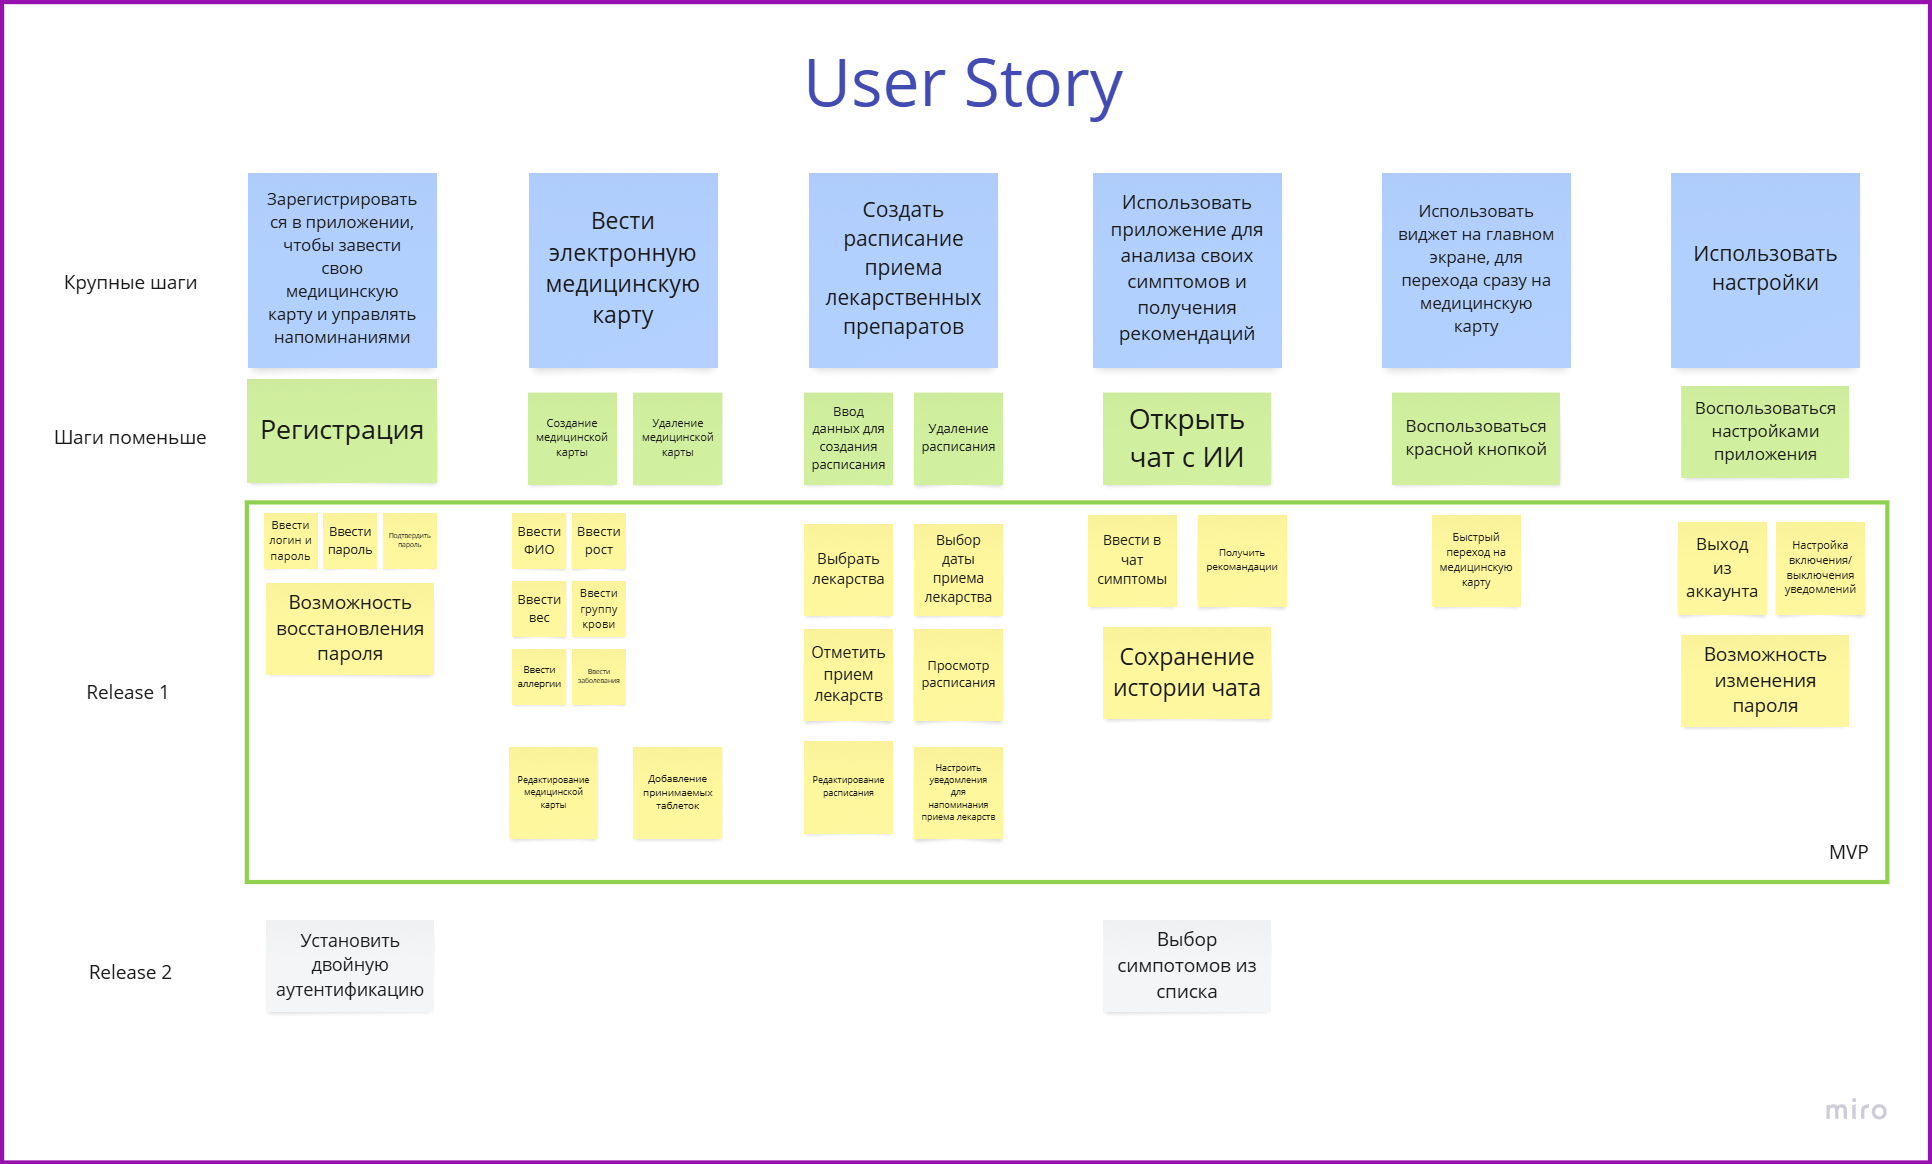 User Story
Крупные шаги
Зарегистрировать
ся в приложении,
чтобы завести
свою
медицинскую
карту и управлять
напоминаниями
Вести
электронную
медицинскую
карту
Создать
расписание
приема
лекарственных
препаратов
Использовать
приложение для
анализа своих
симптомов и
получения
рекомендаций
Использовать
виджет на главном
экране, для
перехода сразу на
медицинскую
карту
Использовать
настройки
Шаги поменьше
Регистрация
Создание
медицинской
карты
Удаление
медицинской
карты
Ввод
данных для
создания
расписания
Удаление
расписания
Открыть
чат с ИИ
Воспользоваться
красной кнопкой
Воспользоваться
настройками
приложения
Release 1
Ввести
логин и
пароль
Ввести
пароль
Подтвердить
пароль
Возможность
восстановления
пароля
Ввести
ФИО
Ввести
рост
Ввести
вес
Ввести
группу
крови
Ввести
аллергии
Ввести
заболевания
Редактирование
медицинской
карты
Добавление
принимаемых
таблеток
Выбрать
лекарства
Выбор
даты
приема
лекарства
Отметить
прием
лекарств
Просмотр
расписания
Редактирование
расписания
Настроить
уведомления
для
напоминания
приема лекарств
Ввести в
чат
симптомы
Получить
рекомандации
Сохранение
истории чата
Быстрый
переход на
медицинскую
карту
Выход
из
аккаунта
Настройка
включения/
выключения
уведомлений
Возможность
изменения
пароля
MVP
Release 2
Установить
двойную
аутентификацию
Выбор
симпотомов из
списка
miro